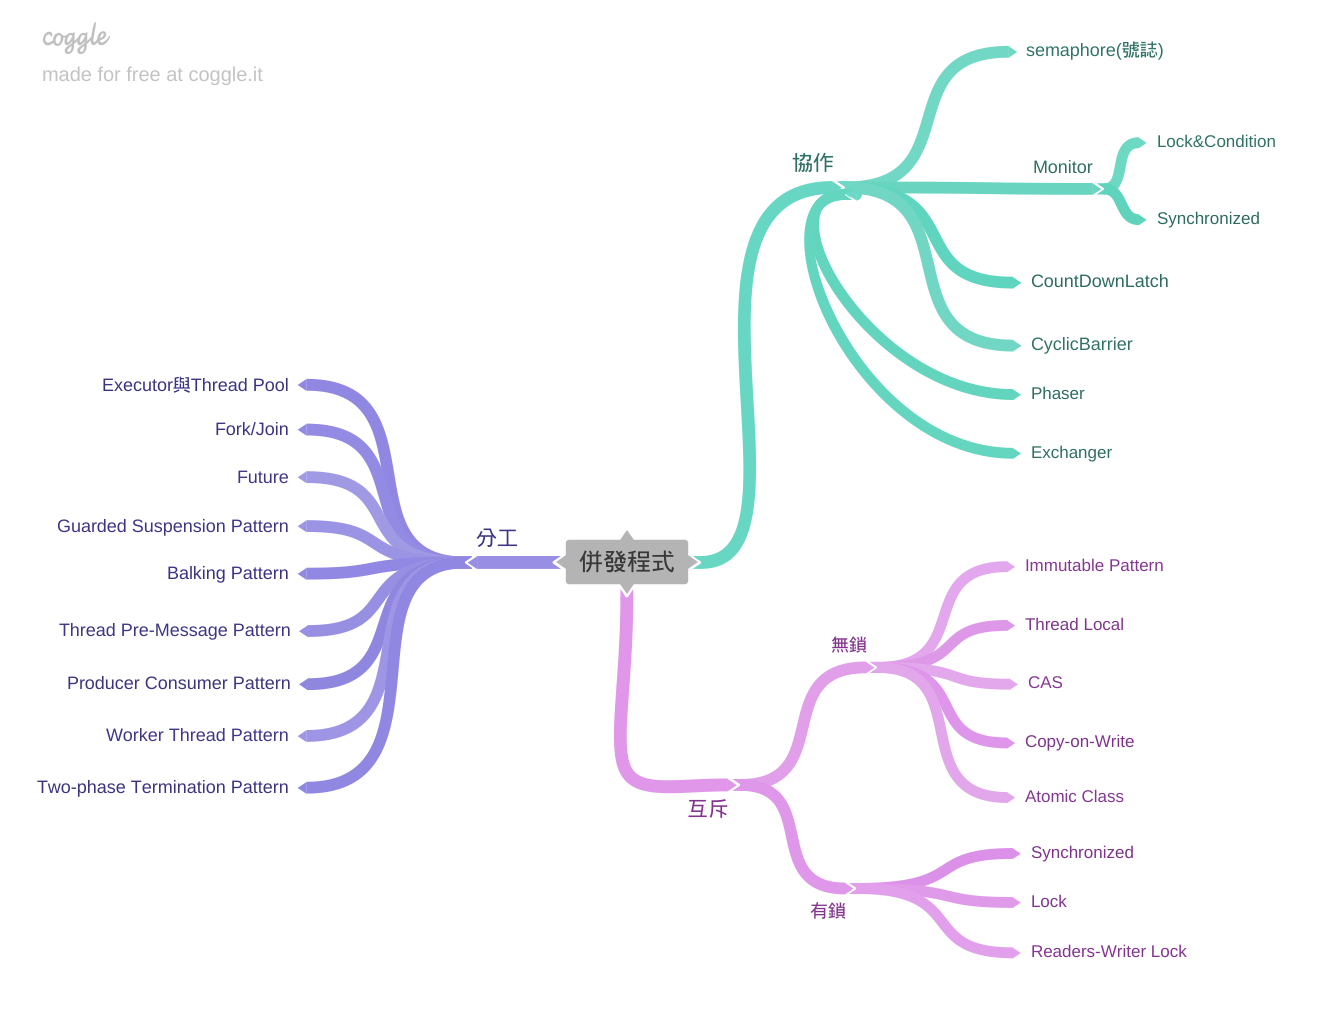 coggle
made for free at coggle.it
併發程式
協作
semaphore(號誌)
Monitor
Lock&Condition
Synchronized
CountDownLatch
CyclicBarrier
Phaser
Exchanger
分工
Executor與Thread Pool
Fork/Join
Future
Guarded Suspension Pattern
Balking Pattern
Thread Pre-Message Pattern
Producer Consumer Pattern
Worker Thread Pattern
Two-phase Termination Pattern
互斥
無鎖
Immutable Pattern
Thread Local
CAS
Copy-on-Write
Atomic Class
有鎖
Synchronized
Lock
Readers-Writer Lock